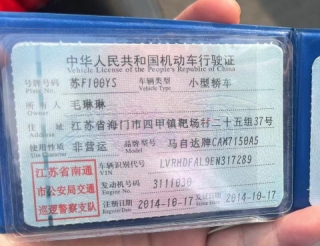 中华人民共和国机动车行驶证
Vehicle License of the People's Republic of China
号牌号码 苏F100YS 车辆类型 小型轿车
Plate No. Vehicle Type
所有人 毛琳琳
Owner
住址 江苏省海门市四甲镇靶场村二十五组37号
Address
使用性质 非营运 品牌型号 马自达牌CAM7150A5
Use Character Model
江苏省南通
市公安局交通
巡逻警察支队
车辆识别代号 LVRHDFAL9EN317289
VIN
发动机号码 3111030
Engine No.
注册日期 2014-10-17 发证日期 2014-10-17
Register Date Issue Date